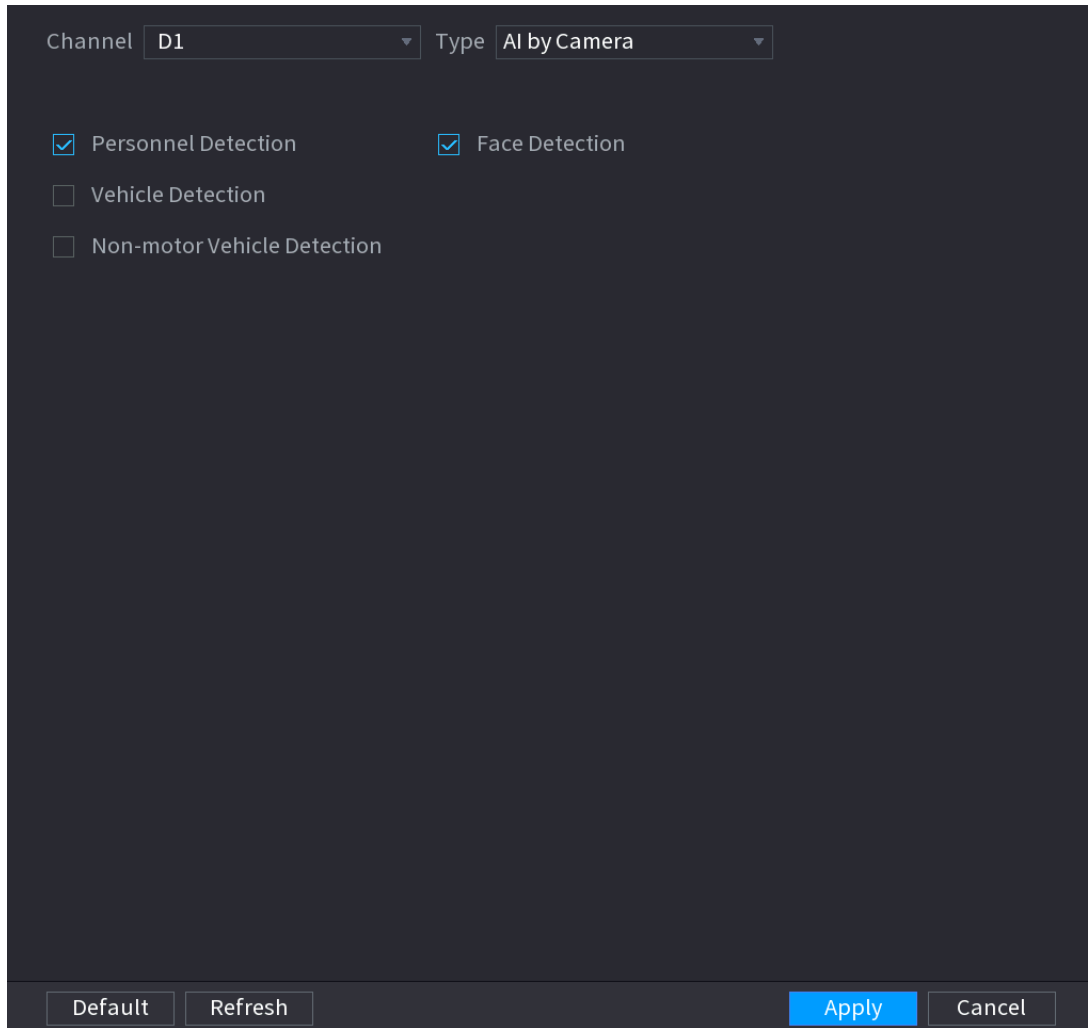 Channel D1 Type AI by Camera
Personnel Detection Face Detection
Vehicle Detection
Non-motor Vehicle Detection
Default Refresh Apply Cancel